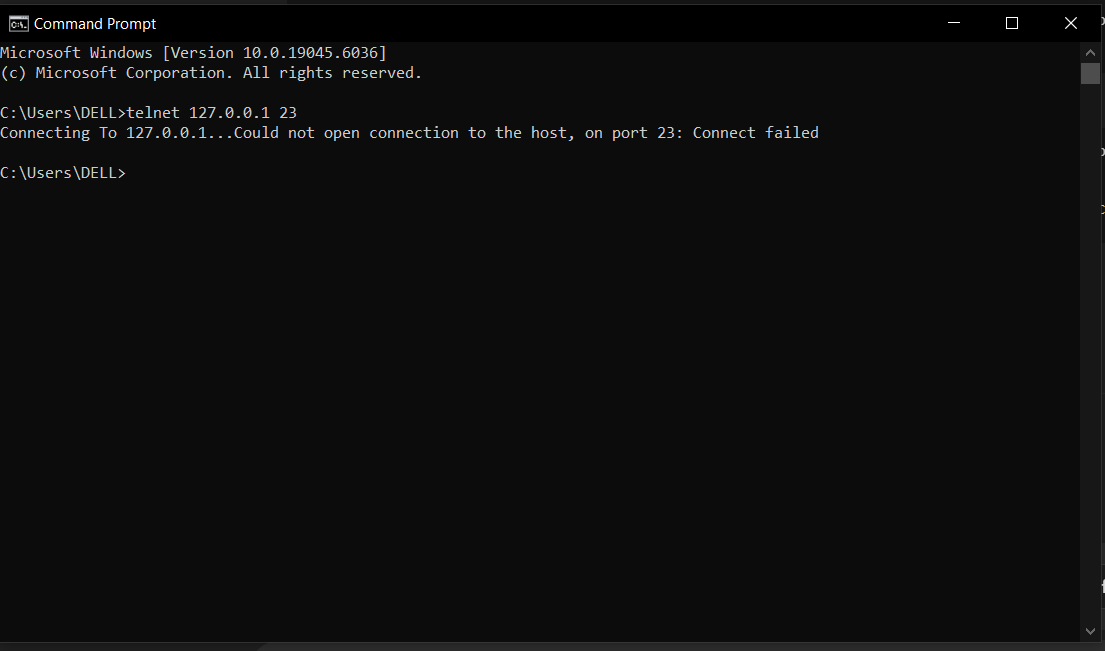 Command Prompt
Microsoft Windows [Version 10.0.19045.6036]
(c) Microsoft Corporation. All rights reserved.
C:\Users\DELL>telnet 127.0.0.1 23
Connecting To 127.0.0.1...Could not open connection to the host, on port 23: Connect failed
C:\Users\DELL>